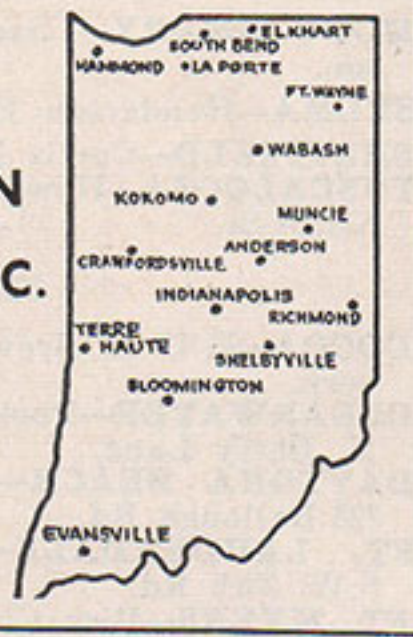 ELKHART
SOUTH BEND
HAMMOND
LA PORTE
FT. WAYNE
WABASH
N
KOKOMO
MUNCIE
ANDERSON
CRAWFORDSVILLE
C.
INDIANAPOLIS
RICHMOND
TERRE
HAUTE
SHELBYVILLE
BLOOMINGTON
EVANSVILLE